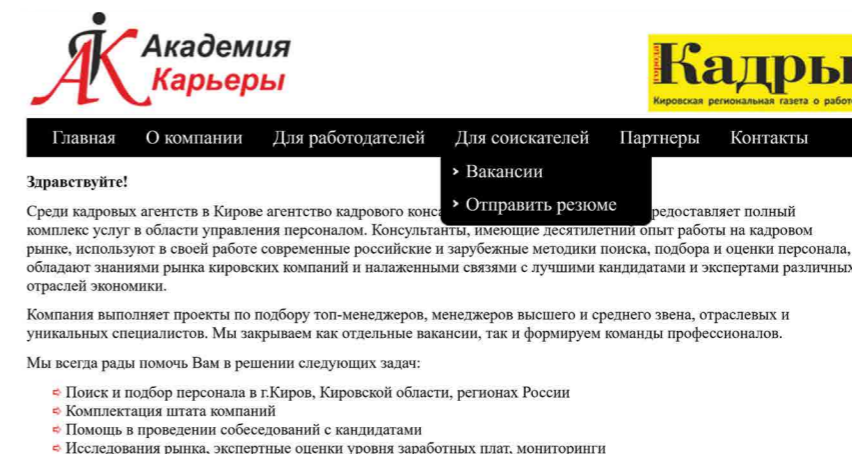 Академия
Карьеры
города
Кадры
Кировская региональная газета о работе
Главная О компании Для работодателей Для соискателей Партнеры Контакты
Вакансии
Отправить резюме
Здравствуйте!
Среди кадровых агентств в Кирове агентство кадрового предоставляет полный
комплекс услуг в области управления персоналом. Консультанты, имеющие десятилетний опыт работы на кадровом
рынке, используют в своей работе современные российские и зарубежные методики поиска, подбора и оценки персонала,
обладают знаниями рынка кировских компаний и налаженными связями с лучшими кандидатами и экспертами различных
отраслей экономики.
Компания выполняет проекты по подбору топ-менеджеров, менеджеров высшего и среднего звена, отраслевых и
уникальных специалистов. Мы закрываем как отдельные вакансии, так и формируем команды профессионалов.
Мы всегда рады помочь Вам в решении следующих задач:
Поиск и подбор персонала в г.Киров, Кировской области, регионах России
Комплектация штата компаний
Помощь в проведении собеседований с кандидатами
Исследования рынка, экспертные оценки уровня заработных плат, мониторинги